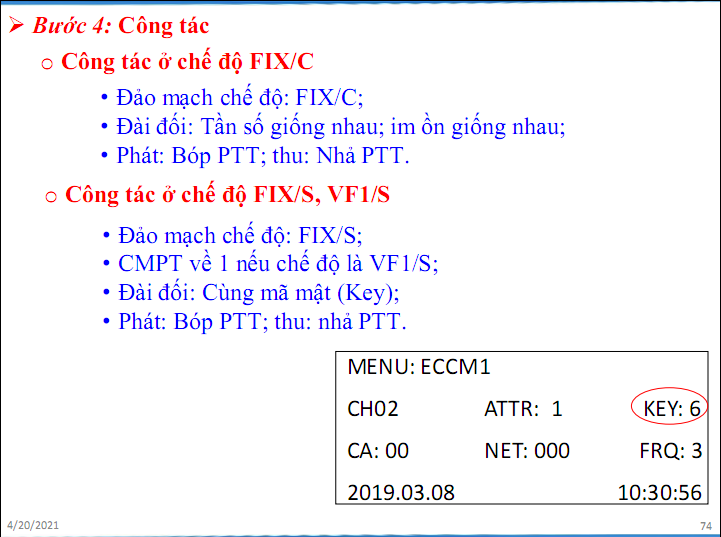 ➢ Bước 4: Công tác
o Công tác ở chế độ FIX/C
• Đảo mạch chế độ: FIX/C;
• Đài đối: Tần số giống nhau; im ồn giống nhau;
• Phát: Bóp PTT; thu: Nhả PTT.
o Công tác ở chế độ FIX/S, VF1/S
• Đảo mạch chế độ: FIX/S;
• CMPT về 1 nếu chế độ là VF1/S;
• Đài đối: Cùng mã mật (Key);
• Phát: Bóp PTT; thu: nhả PTT.
MENU: ECCM1
CH02 ATTR: 1 KEY: 6
CA: 00 NET: 000 FRQ: 3
2019.03.08 10:30:56
4/20/2021 74